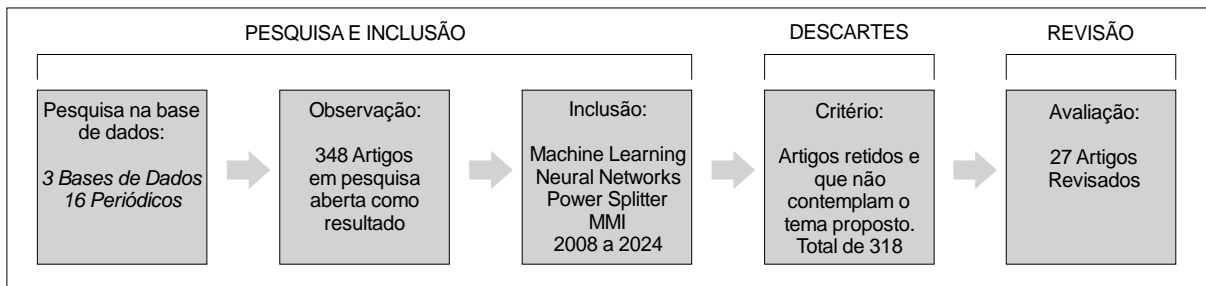 PESQUISA E INCLUSÃO
DESCARTES
REVISÃO
Pesquisa na base
de dados:
3 Bases de Dados
16 Periódicos
Observação:
348 Artigos
em pesquisa
aberta como
resultado
Inclusão:
Machine Learning
Neural Networks
Power Splitter
MMI
2008 a 2024
Critério:
Artigos retidos e
que não
contemplam o
tema proposto.
Total de 318
Avaliação:
27 Artigos
Revisados